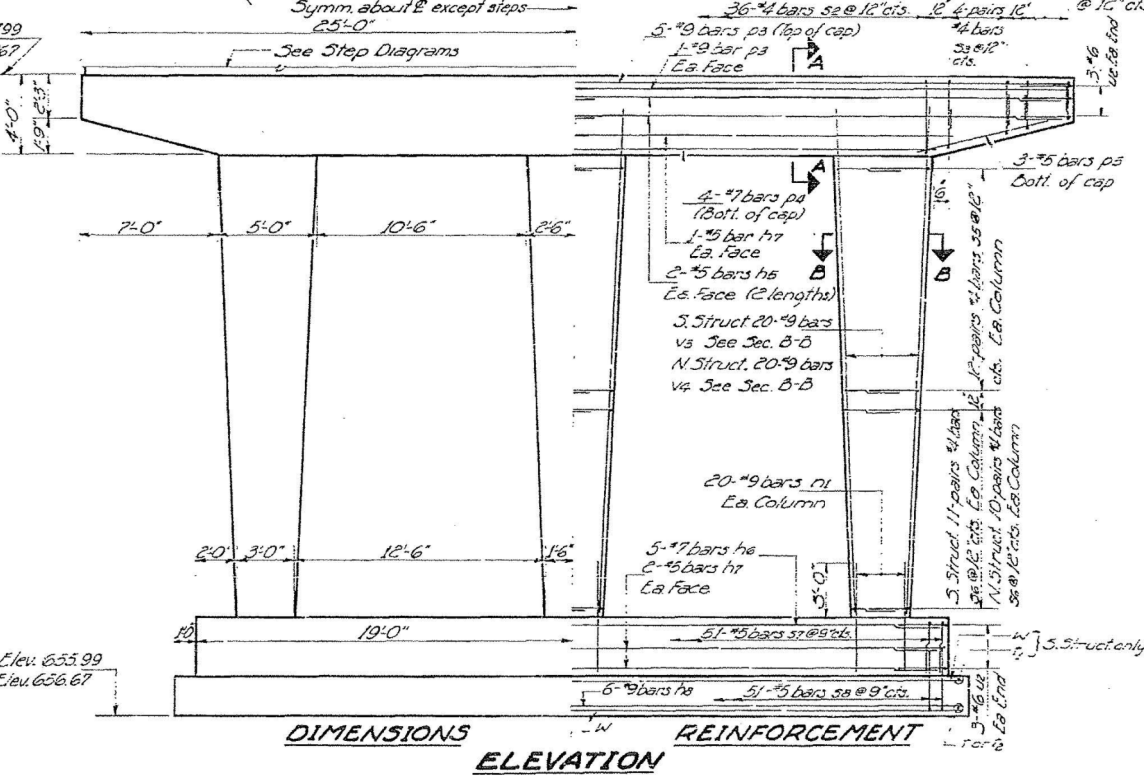 Symm. about ℄ except steps
25'-0"
See Step Diagrams
99
67
4'-0"
2'-3"
1'-9"
36-#4 bars s2 @ 12" cts.
12"
4-pairs
12"
#4 bars
s3 @ 12"
cts.
5-#9 bars p3 (Top of cap)
1-#9 bar p3
Ea. Face
A
3-#6
Ea. End
7'-0"
5'-0"
10'-6"
2'-6"
A
4-#7 bars p4
(Bott. of cap)
1-#5 bar h7
Ea. Face
2-#5 bars h5
Ea. Face (2 lengths)
3-#5 bars p5
Bott. of cap
6"
B
B
S. Struct 20-#9 bars
v3 See Sec. B-B
N. Struct. 20-#9 bars
v4 See Sec. B-B
12-pairs #4 bars s5 @ 12"
cts. Ea. Column
12"
S. Struct. 11-pairs #4 bars
s6 @ 12" cts. Ea. Column
N. Struct. 10-pairs #4 bars
s6 @ 12" cts. Ea. Column
20-#9 bars n1
Ea. Column
2'-0"
3'-0"
12'-6"
1'-6"
5-#7 bars h6
2-#5 bars h7
Ea. Face
1'-0"
19'-0"
51-#5 bars s7 @ 9" cts.
S. Struct. only
Elev. 655.99
Elev. 656.67
6-#9 bars h8
51-#5 bars s8 @ 9" cts.
3-#6 u2
Ea. End
W
DIMENSIONS
REINFORCEMENT
ELEVATION